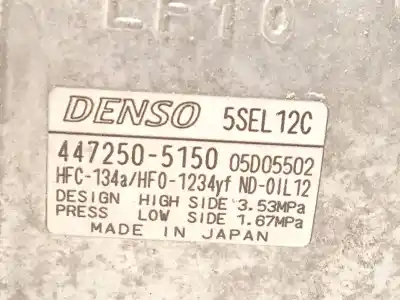 LF10
DENSO 5SEL12C
447250-5150 05D05502
HFC-134a/HFO-1234yf ND-OIL12
DESIGN HIGH SIDE 3.53MPa
PRESS LOW SIDE 1.67MPa
MADE IN JAPAN